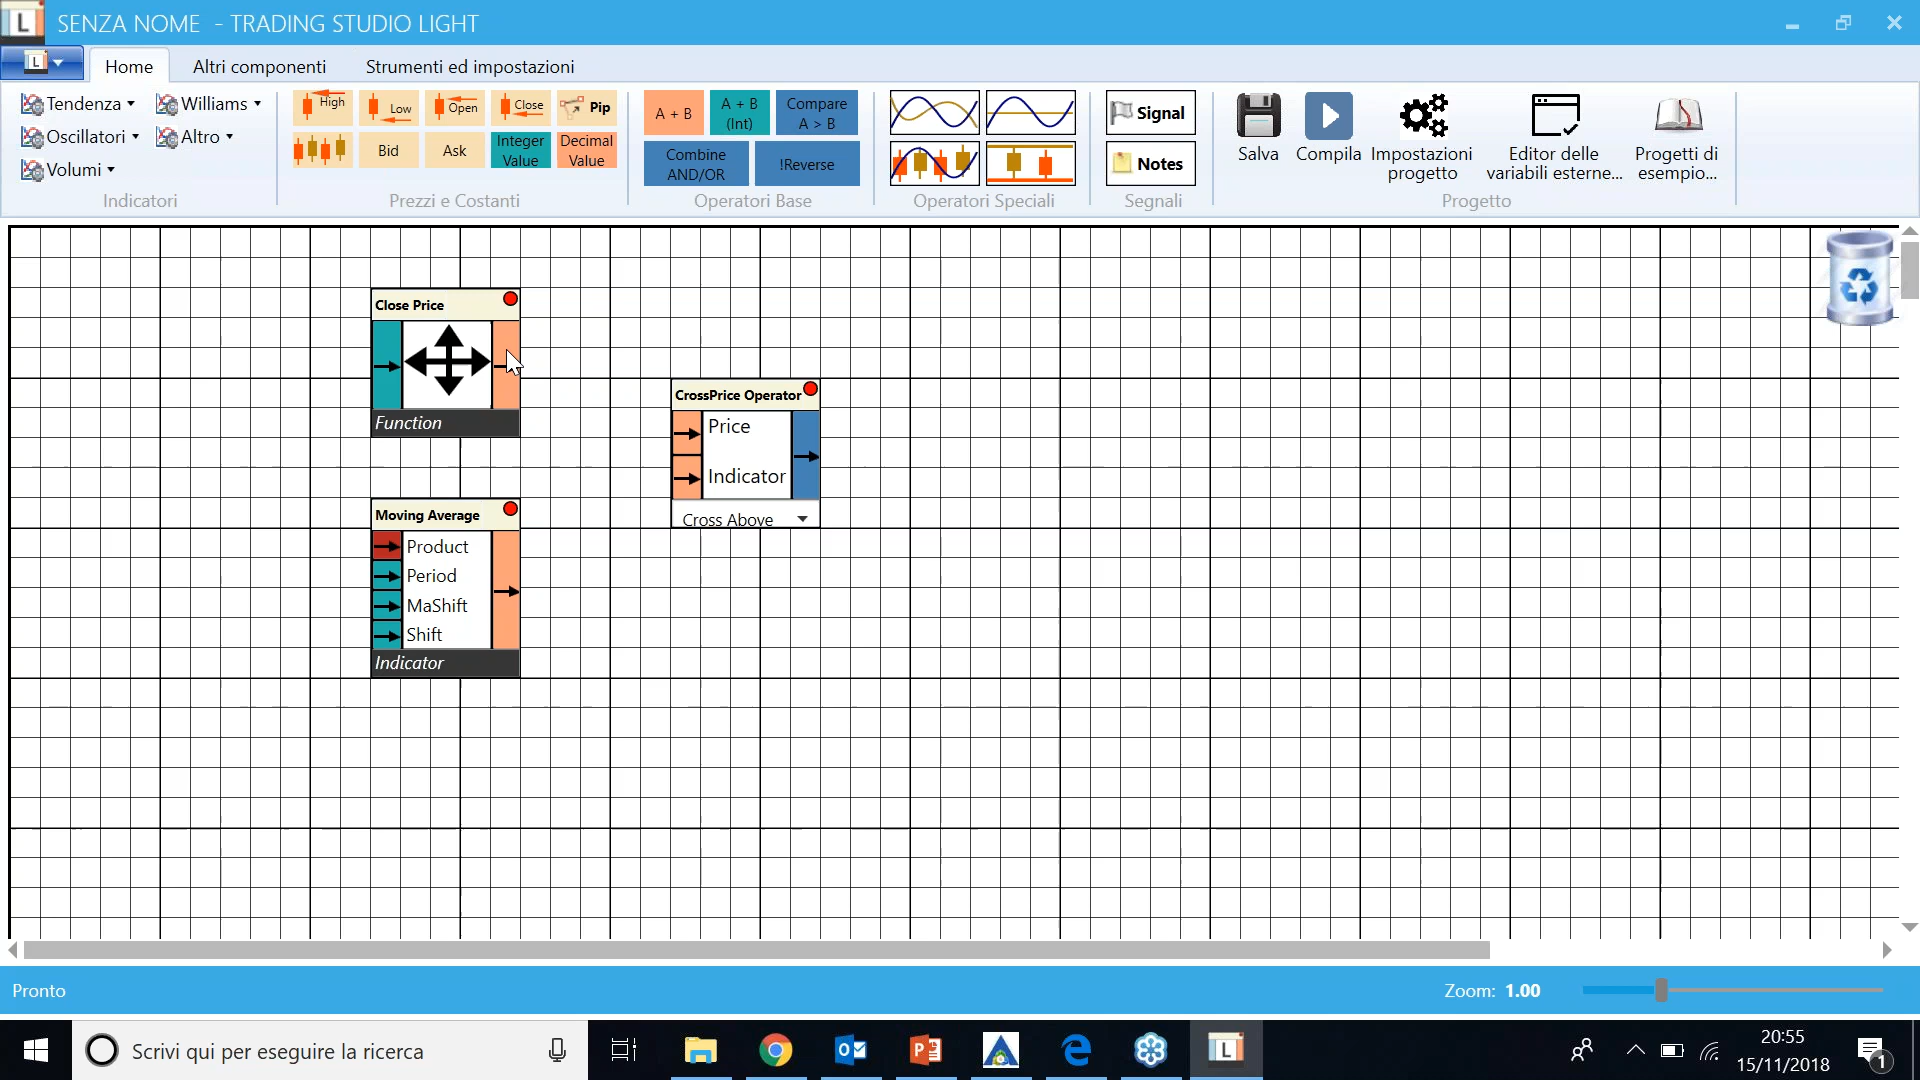 L SENZA NOME - TRADING STUDIO LIGHT
L Home Altri componenti Strumenti ed impostazioni
Tendenza Williams
Oscillatori Altro
Volumi
Indicatori
High Low Open Close Pip
Bid Ask Integer Value Decimal Value
Prezzi e Costanti
A + B A + B (Int) Compare A > B
Combine AND/OR !Reverse
Operatori Base
Operatori Speciali
Signal
Notes
Segnali
Salva Compila Impostazioni progetto Editor delle variabili esterne... Progetti di esempio...
Progetto
Close Price
Function
CrossPrice Operator
Price
Indicator
Cross Above
Moving Average
Product
Period
MaShift
Shift
Indicator
Pronto Zoom: 1.00
Scrivi qui per eseguire la ricerca
20:55
15/11/2018
1